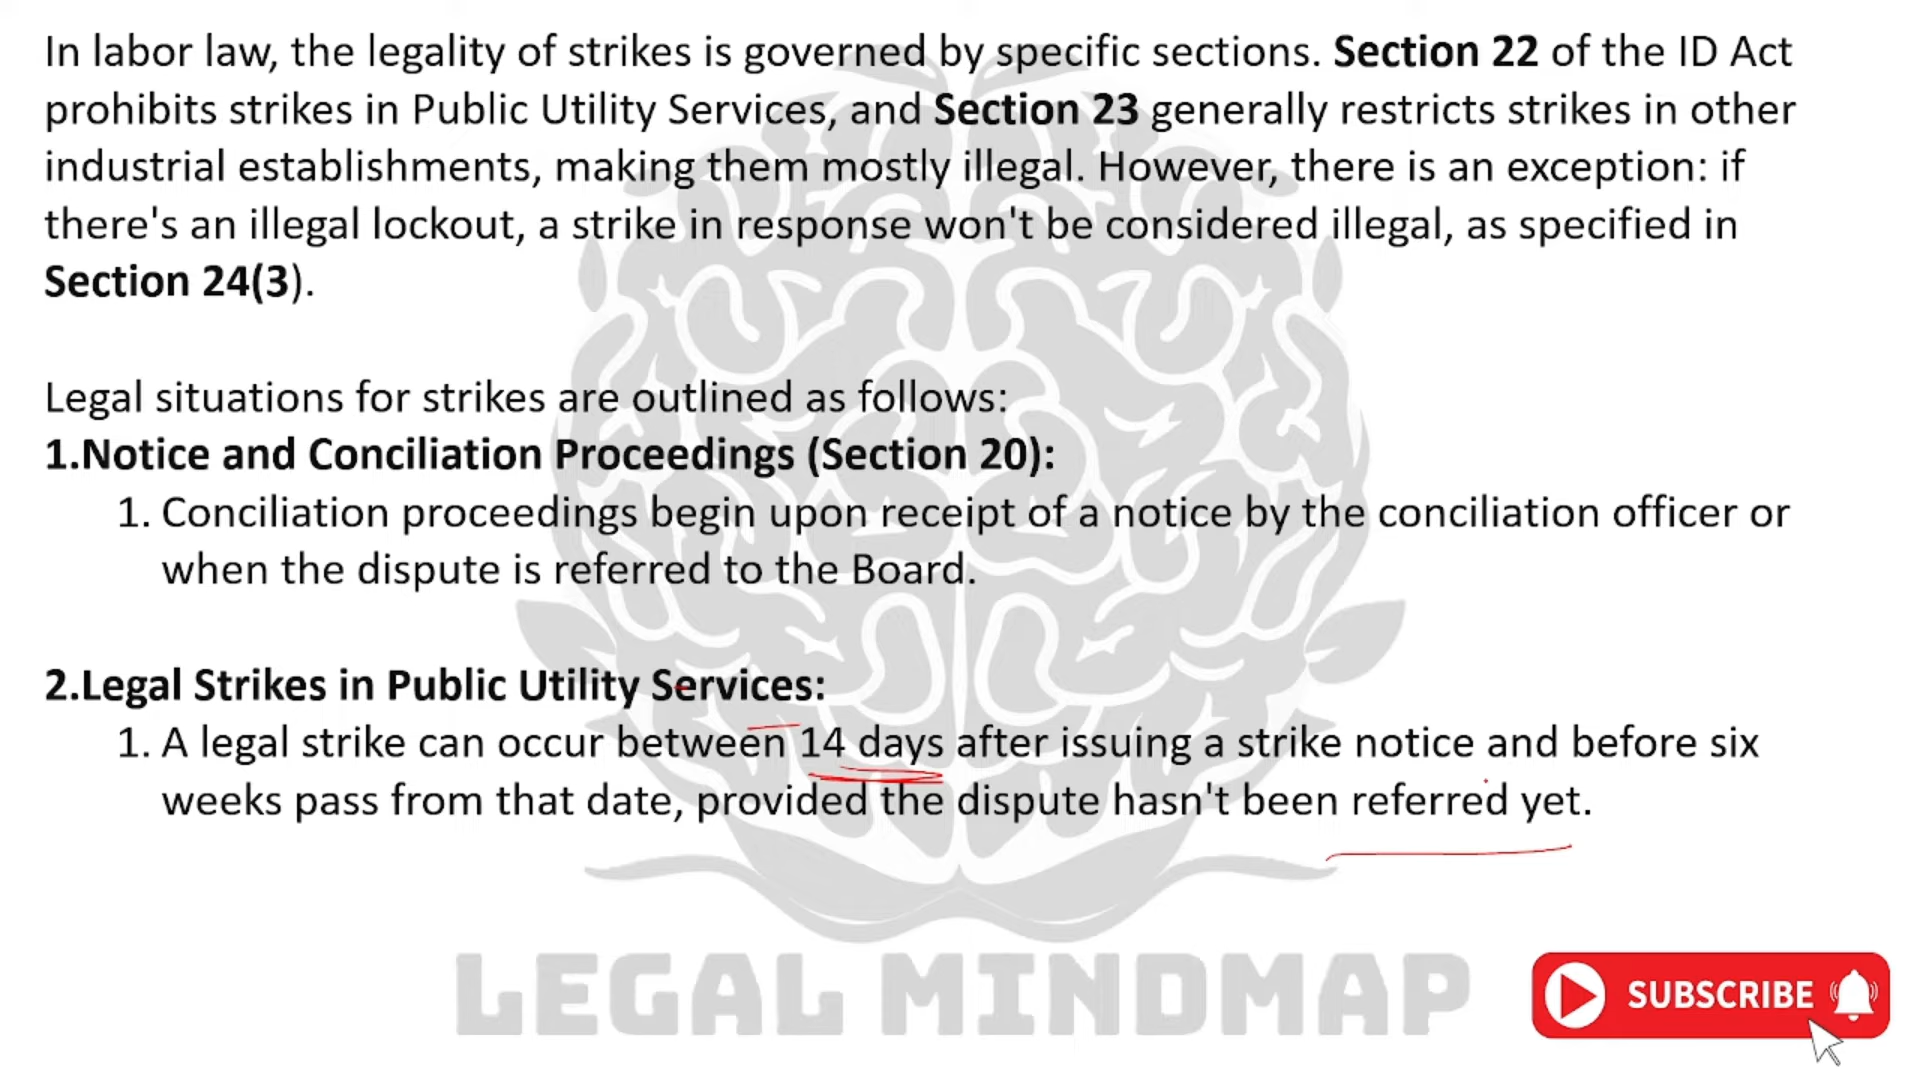 In labor law, the legality of strikes is governed by specific sections. Section 22 of the ID Act
prohibits strikes in Public Utility Services, and Section 23 generally restricts strikes in other
industrial establishments, making them mostly illegal. However, there is an exception: if
there's an illegal lockout, a strike in response won't be considered illegal, as specified in
Section 24(3).
Legal situations for strikes are outlined as follows:
1.Notice and Conciliation Proceedings (Section 20):
1. Conciliation proceedings begin upon receipt of a notice by the conciliation officer or
when the dispute is referred to the Board.
2.Legal Strikes in Public Utility Services:
1. A legal strike can occur between 14 days after issuing a strike notice and before six
weeks pass from that date, provided the dispute hasn't been referred yet.
LEGAL MINDMAP
SUBSCRIBE